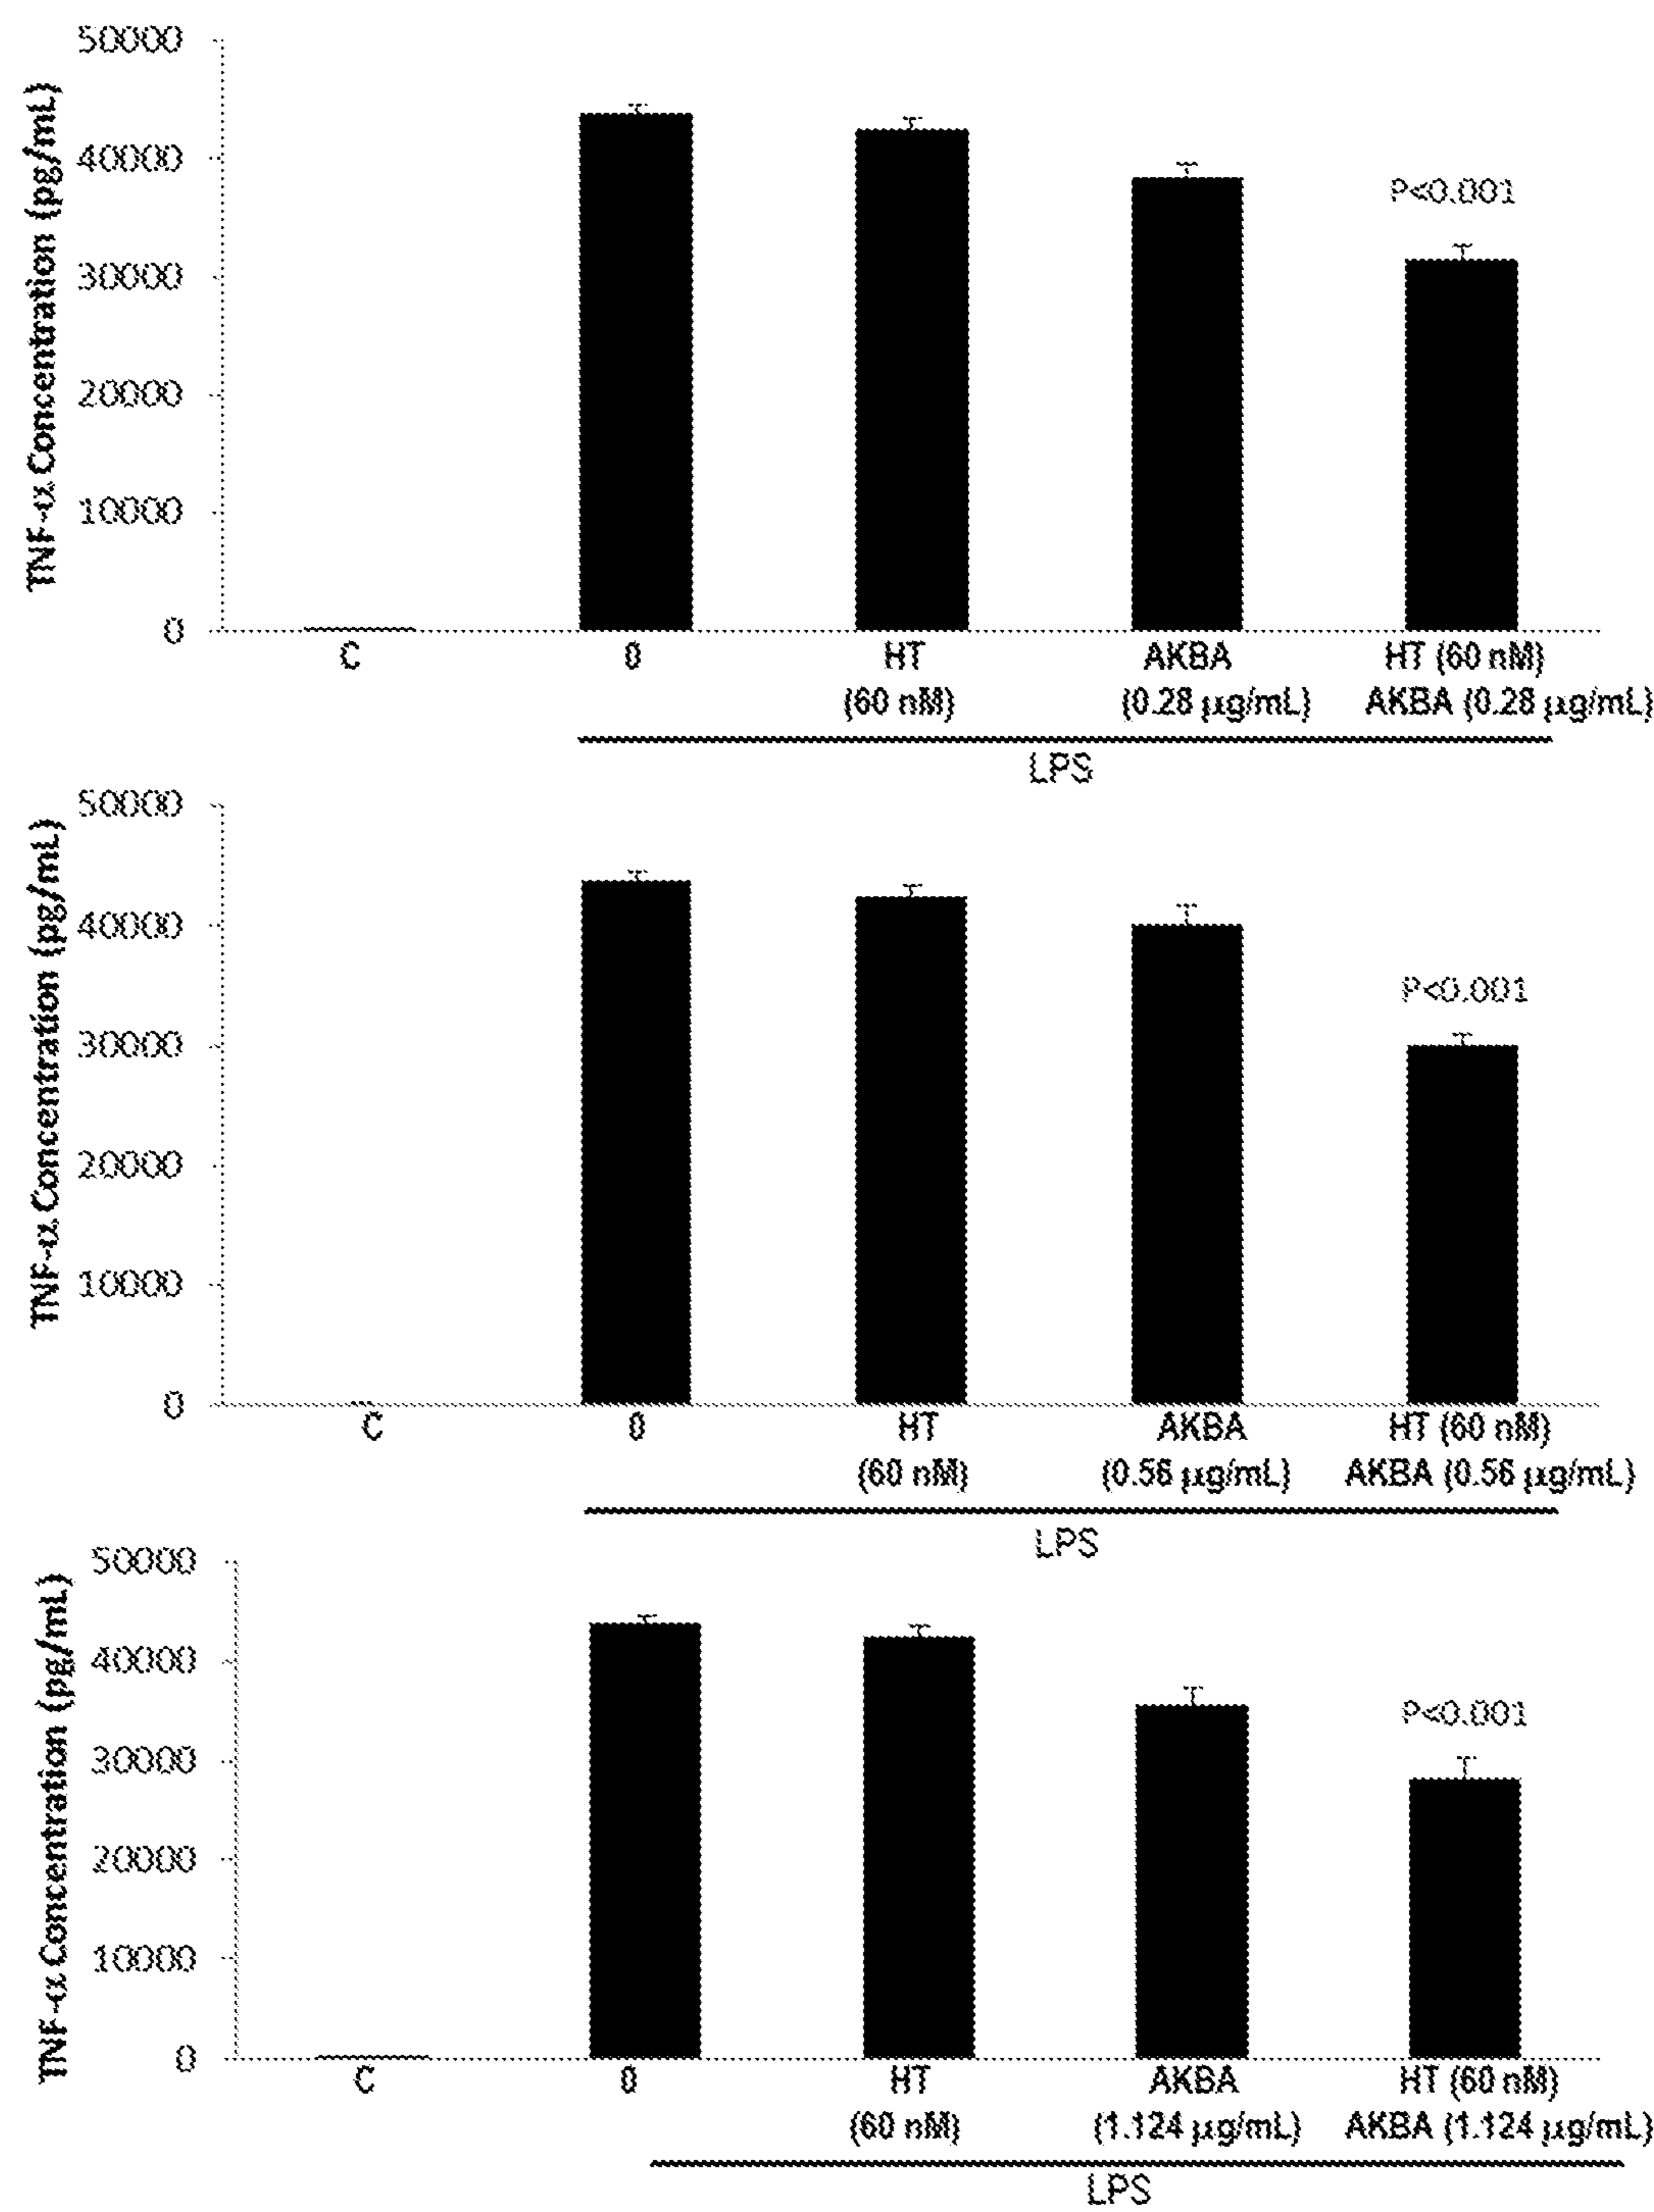 TNF-α Concentration (pg/mL)
50000
40000
30000
20000
10000
0
P<0.001
C 0 HT AKBA HT (60 nM)
(60 nM) (0.28 µg/mL) AKBA (0.28 µg/mL)
LPS
TNF-α Concentration (pg/mL)
50000
40000
30000
20000
10000
0
P<0.001
C 0 HT AKBA HT (60 nM)
(60 nM) (0.56 µg/mL) AKBA (0.56 µg/mL)
LPS
TNF-α Concentration (pg/mL)
50000
40000
30000
20000
10000
0
P<0.001
C 0 HT AKBA HT (60 nM)
(60 nM) (1.124 µg/mL) AKBA (1.124 µg/mL)
LPS